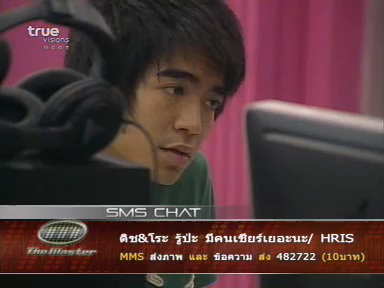 true
visions
SMS CHAT
ดิช&โระ รู้ป่ะ มีคนเชียร์เยอะนะ/ HRIS
The Master
MMS ส่งภาพ และ ข้อความ ส่ง 482722 (10บาท)